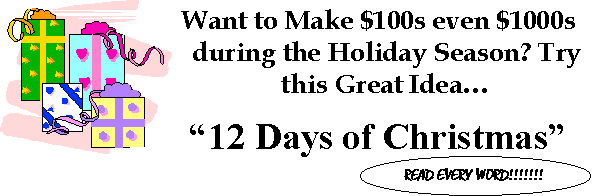 Want to Make $100s even $1000s
during the Holiday Season? Try
this Great Idea…
“12 Days of Christmas”
READ EVERY WORD!!!!!!!